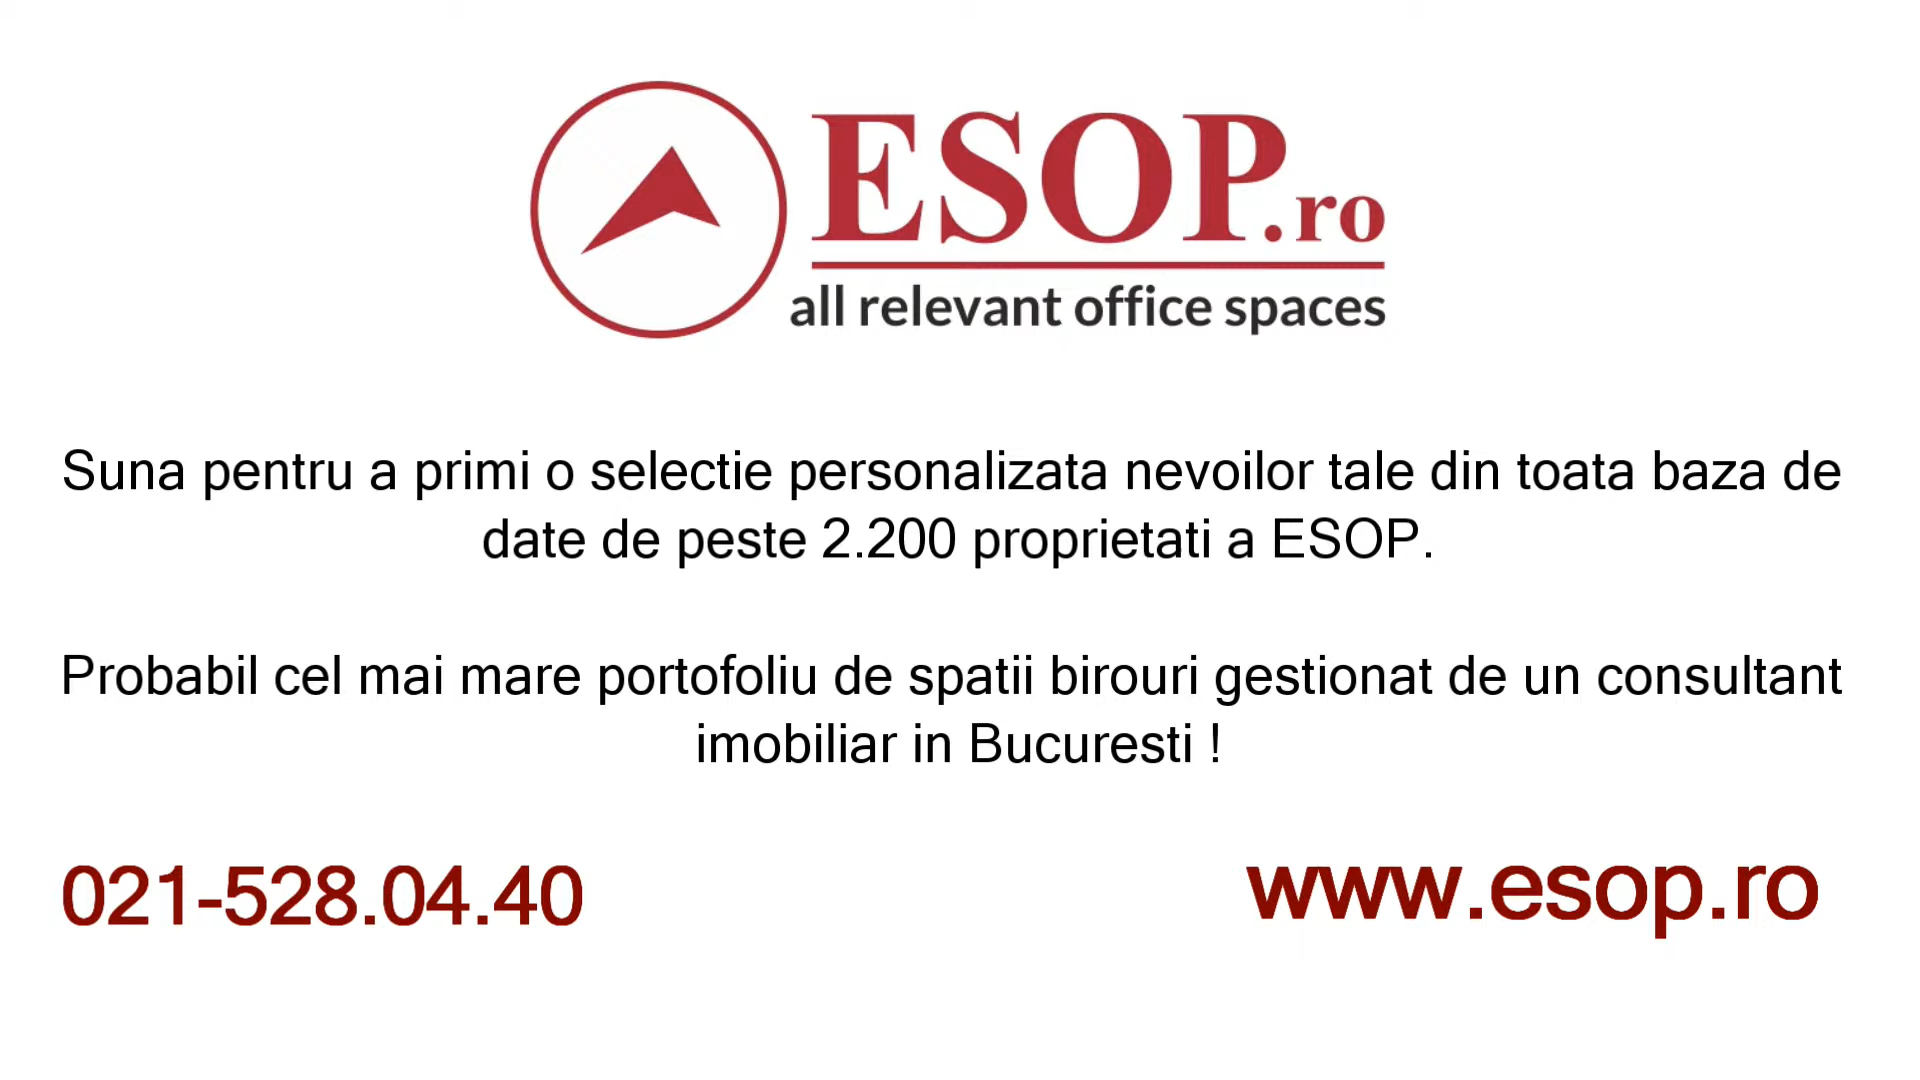 ESOP.ro
all relevant office spaces
Suna pentru a primi o selectie personalizata nevoilor tale din toata baza de
date de peste 2.200 proprietati a ESOP.
Probabil cel mai mare portofoliu de spatii birouri gestionat de un consultant
imobiliar in Bucuresti !
021-528.04.40
www.esop.ro